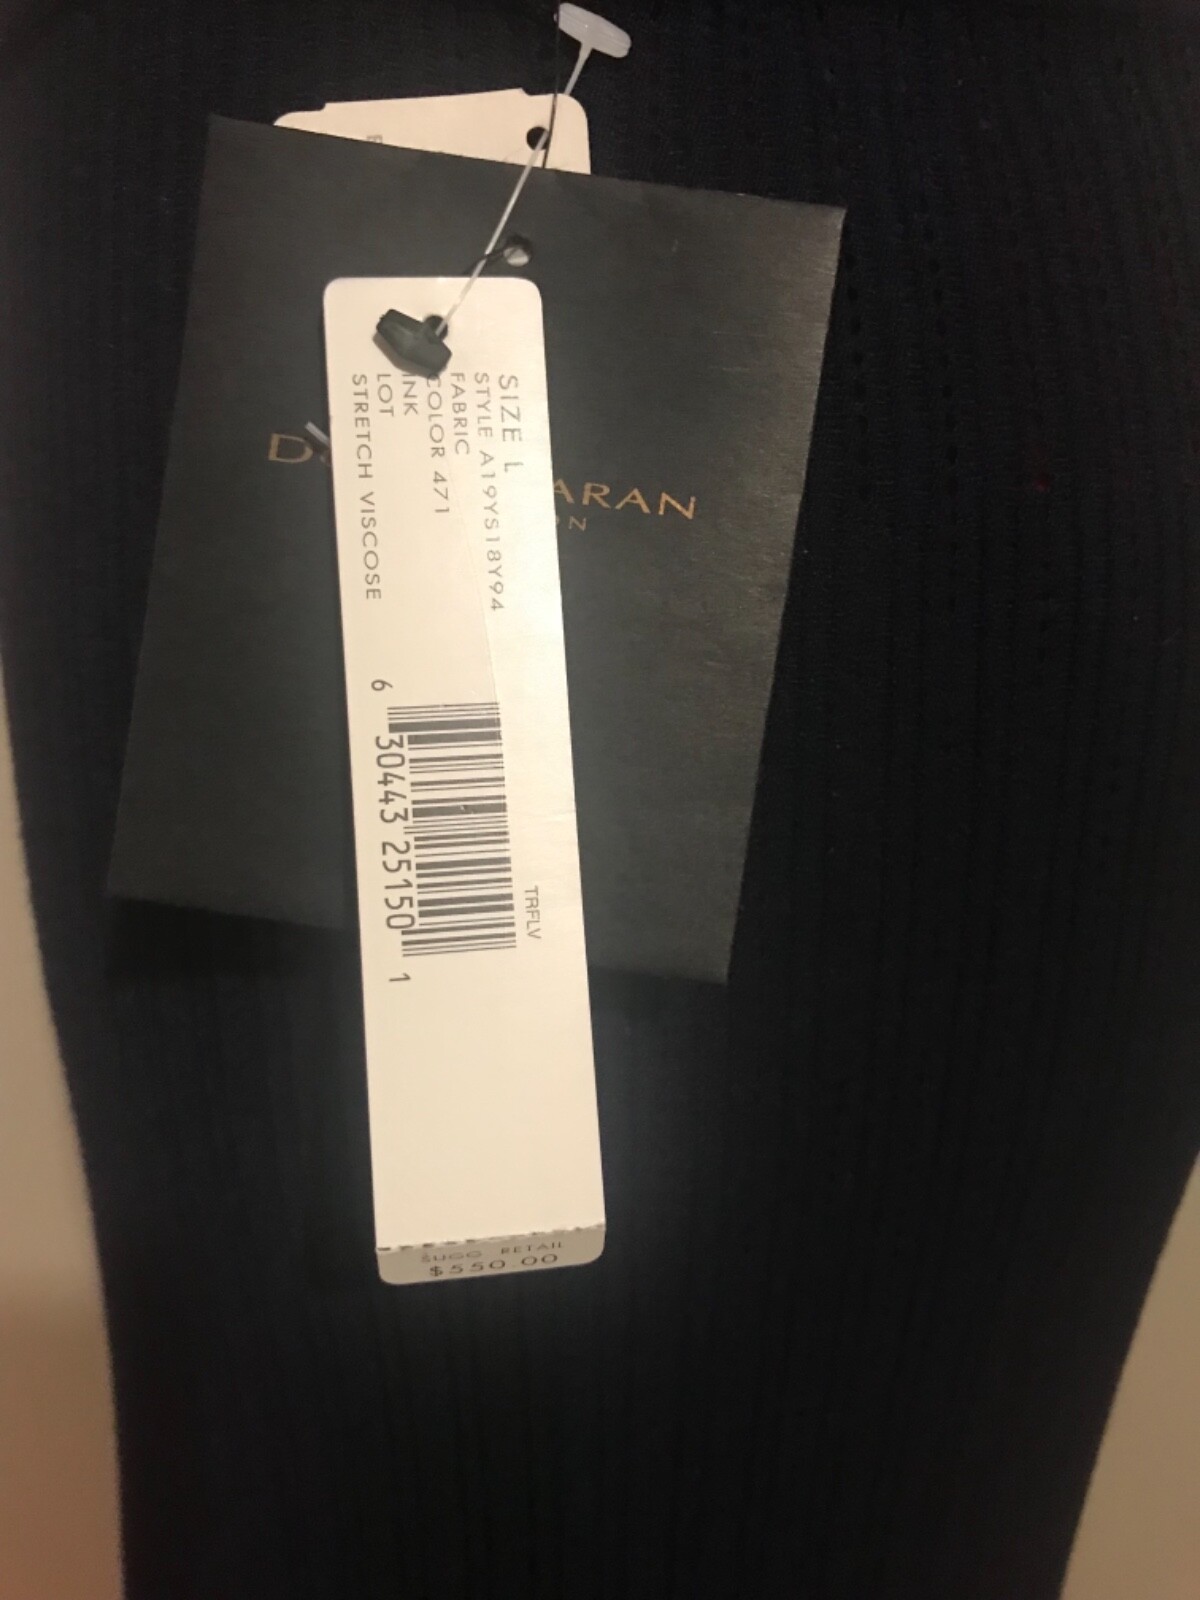 D ARAN
ON
SIZE L
STYLE A19YS18Y94
FABRIC
COLOR 471
INK
LOT
STRETCH VISCOSE
TRFLV
6 30443 25150 1
SUGG RETAIL
$550.00